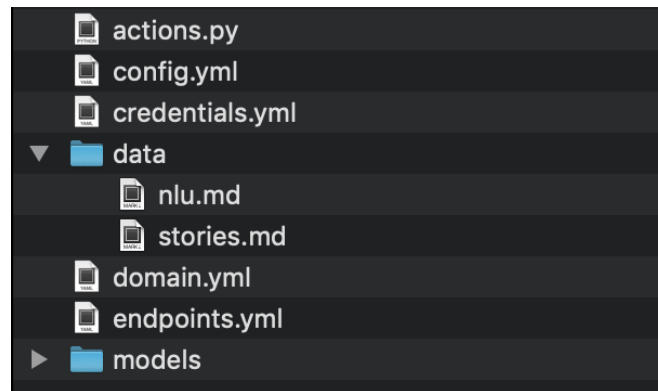 actions.py
config.yml
credentials.yml
data
nlu.md
stories.md
domain.yml
endpoints.yml
models